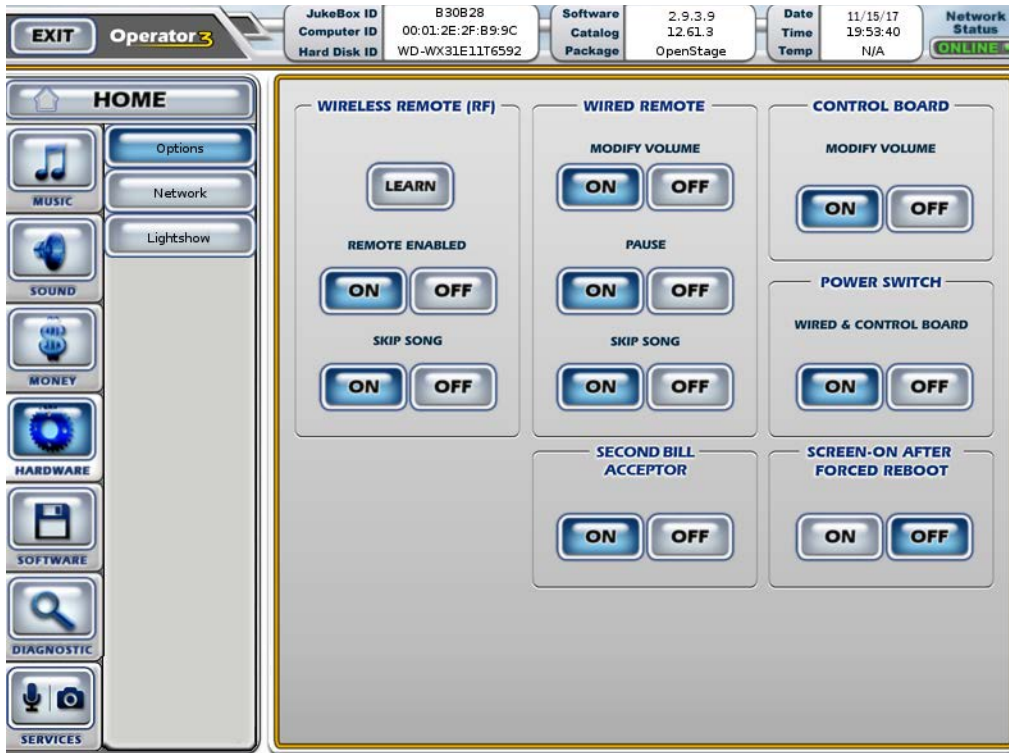 EXIT
Operator 3
JukeBox ID B30B28
Computer ID 00:01:2E:2F:B9:9C
Hard Disk ID WD-WX31E11T6592
Software 2.9.3.9
Catalog 12.61.3
Package OpenStage
Date 11/15/17
Time 19:53:40
Temp N/A
Network
Status
ONLINE
HOME
MUSIC
SOUND
MONEY
HARDWARE
SOFTWARE
DIAGNOSTIC
SERVICES
Options
Network
Lightshow
WIRELESS REMOTE (RF)
LEARN
REMOTE ENABLED
ON OFF
SKIP SONG
ON OFF
WIRED REMOTE
MODIFY VOLUME
ON OFF
PAUSE
ON OFF
SKIP SONG
ON OFF
CONTROL BOARD
MODIFY VOLUME
ON OFF
POWER SWITCH
WIRED & CONTROL BOARD
ON OFF
SECOND BILL
ACCEPTOR
ON OFF
SCREEN-ON AFTER
FORCED REBOOT
ON OFF